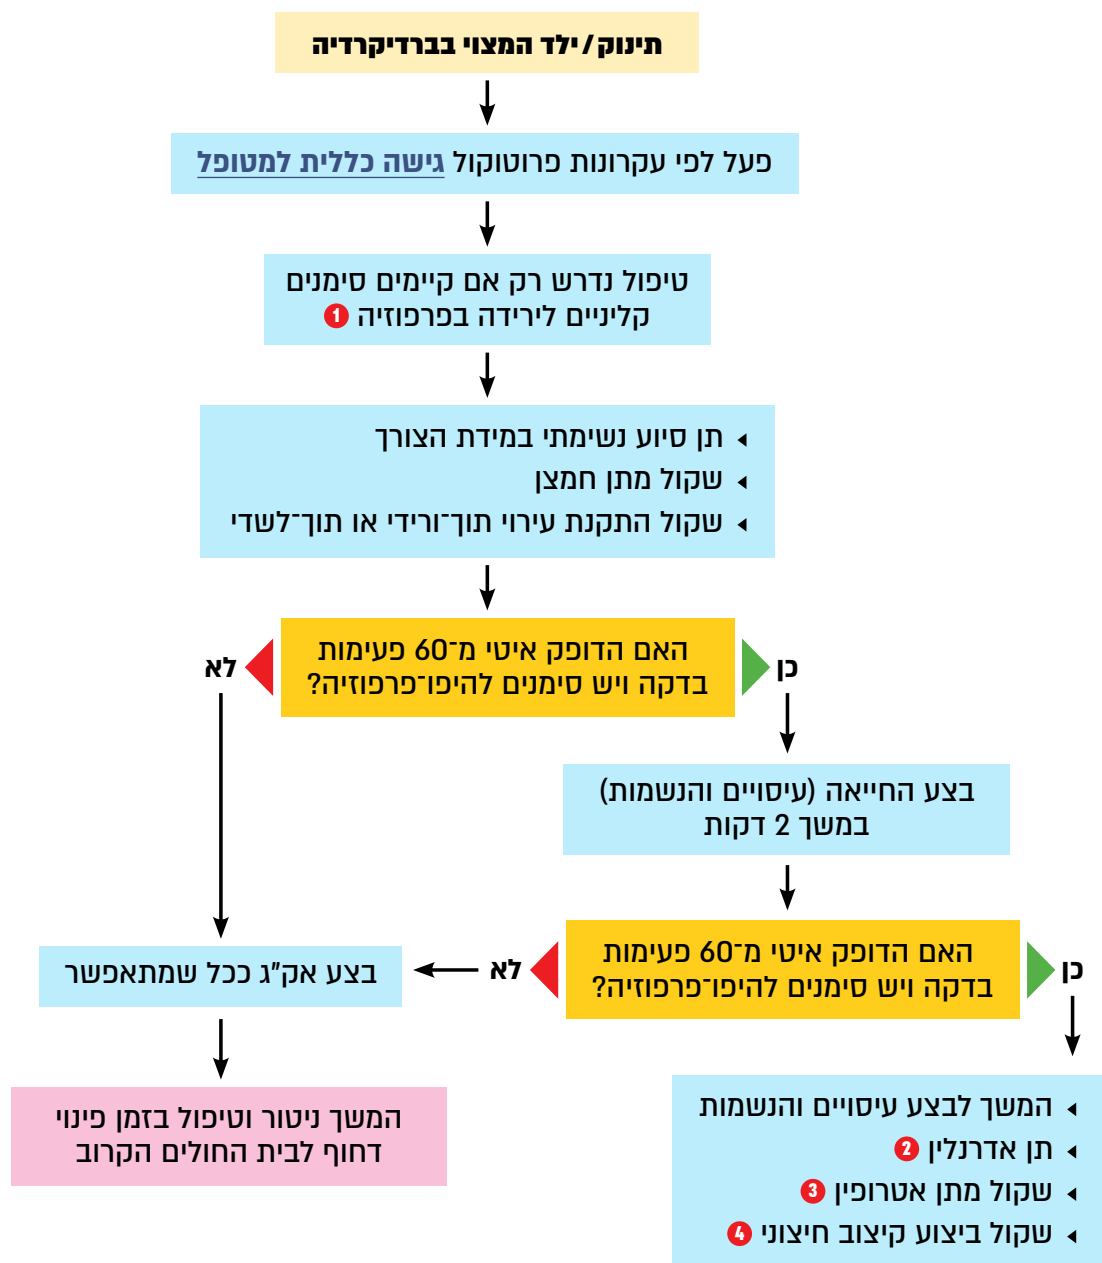 תינוק/ילד המצוי בברדיקרדיה
פעל לפי עקרונות פרוטוקול גישה כללית למטופל
טיפול נדרש רק אם קיימים סימנים
קליניים לירידה בפרפוזיה 1
תן סיוע נשימתי במידת הצורך
שקול מתן חמצן
שקול התקנת עירוי תוך־ורידי או תוך־לשדי
האם הדופק איטי מ־60 פעימות
בדקה ויש סימנים להיפו־פרפוזיה?
כן
לא
בצע החייאה (עיסויים והנשמות)
במשך 2 דקות
האם הדופק איטי מ־60 פעימות
בדקה ויש סימנים להיפו־פרפוזיה?
כן
לא
בצע אק"ג ככל שמתאפשר
המשך ניטור וטיפול בזמן פינוי
דחוף לבית החולים הקרוב
המשך לבצע עיסויים והנשמות
תן אדרנלין 2
שקול מתן אטרופין 3
שקול ביצוע קיצוב חיצוני 4